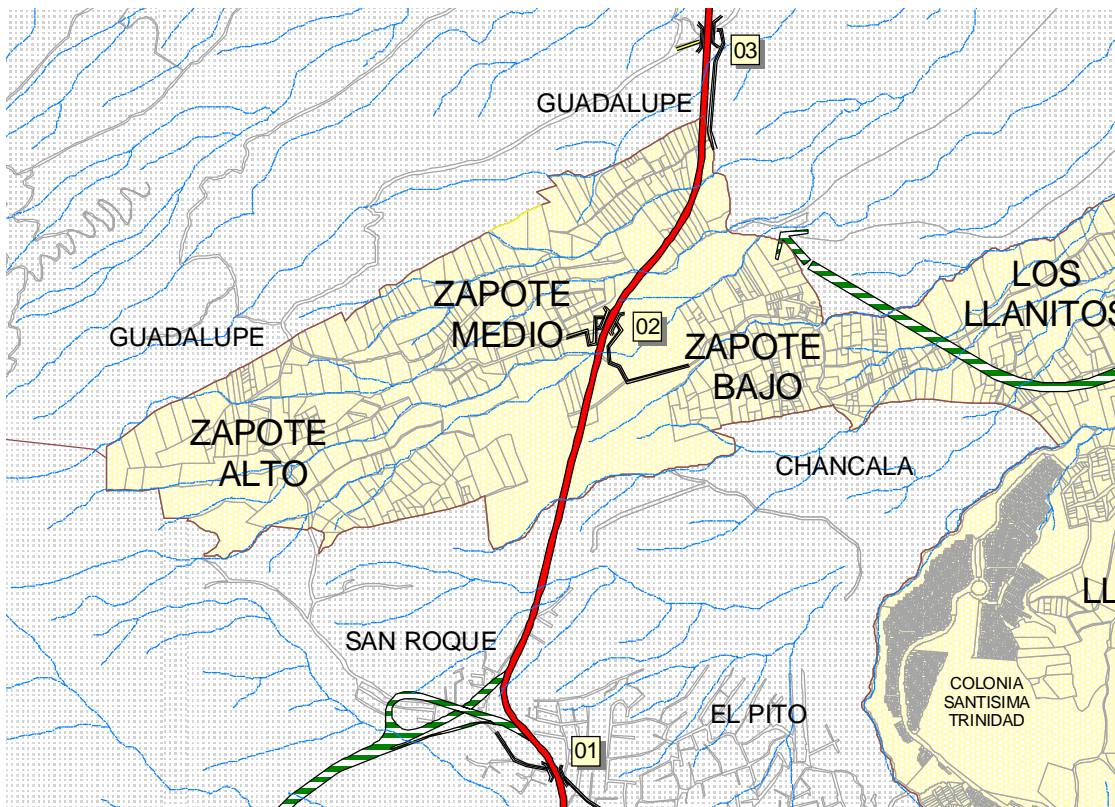 03
GUADALUPE
LOS
LLANITOS
ZAPOTE
MEDIO
02
GUADALUPE
ZAPOTE
BAJO
ZAPOTE
ALTO
CHANCALA
LL
SAN ROQUE
COLONIA
SANTISIMA
TRINIDAD
EL PITO
01